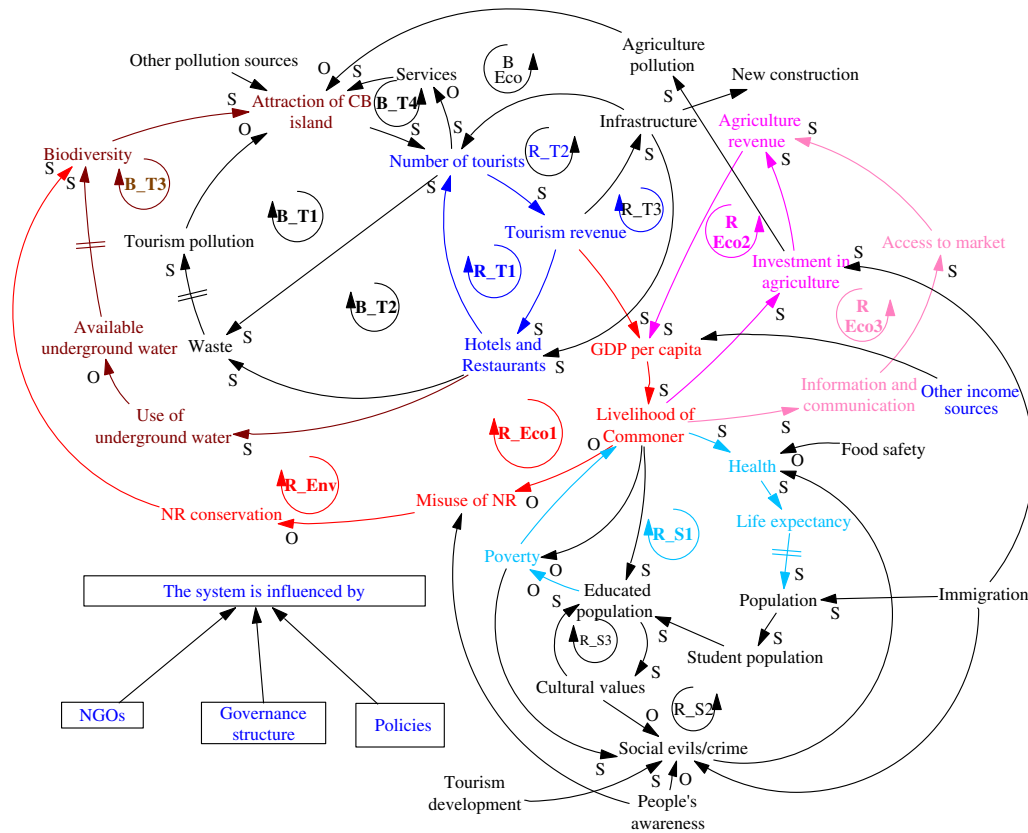 Other pollution sources
Services
B
Eco
Agriculture
pollution
New construction
O
S
O
S
Attraction of CB
island
B_T4
S
S
Infrastructure
Agriculture
revenue
S
O
S
S
S
Biodiversity
S
S
B_T3
Number of tourists
R_T2
S
S
S
S
B_T1
S
R_T3
Tourism pollution
Tourism revenue
R
Eco2
Access to market
S
R_T1
Investment in
agriculture
S
S
B_T2
S
R
Eco3
Available
underground water
Waste
S
S
Hotels and
Restaurants
S
S
S
S
GDP per capita
O
S
S
Information and
communication
Other income
sources
Use of
underground water
S
Livelihood of
Commoner
S
R_Eco1
O
S
Health
O
Food safety
R_Env
Misuse of NR
O
S
NR conservation
O
Life expectancy
R_S1
Poverty
O
S
S
The system is influenced by
O
Educated
population
S
Population
S
Immigration
R_S3
S
S
S
Student population
Cultural values
NGOs
Governance
structure
Policies
O
R_S2
Social evils/crime
S
S
O
Tourism
development
People's
awareness